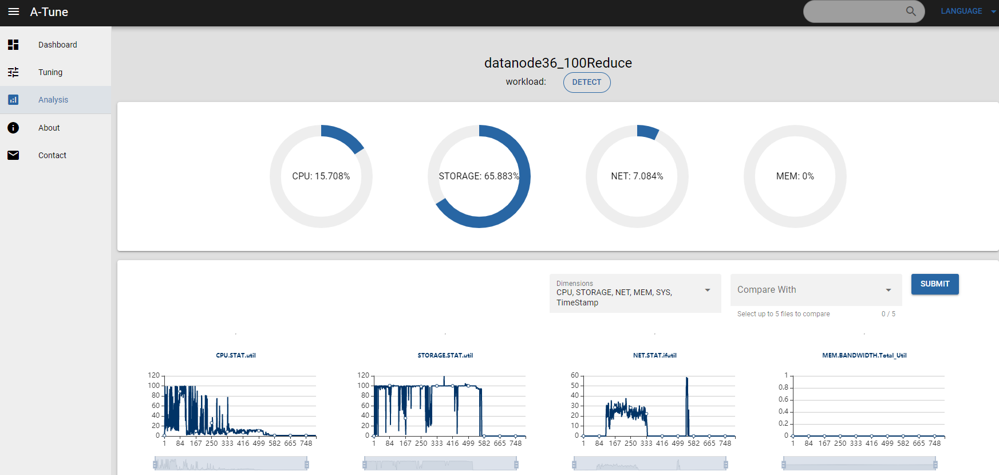 A-Tune
LANGUAGE
Dashboard
Tuning
Analysis
About
Contact
datanode36_100Reduce
workload:
DETECT
CPU: 15.708%
STORAGE: 65.883%
NET: 7.084%
MEM: 0%
Dimensions
CPU, STORAGE, NET, MEM, SYS,
TimeStamp
Compare With
Select up to 5 files to compare
0 / 5
SUBMIT
CPU.STAT.util
120
100
80
60
40
20
0
1 84 167 250 333 416 499 582 665 748
STORAGE.STAT.util
120
100
80
60
40
20
0
1 84 167 250 333 416 499 582 665 748
NET.STAT.ifutil
60
50
40
30
20
10
0
1 84 167 250 333 416 499 582 665 748
MEM.BANDWIDTH.Total_Util
1
0.8
0.6
0.4
0.2
0
1 84 167 250 333 416 499 582 665 748